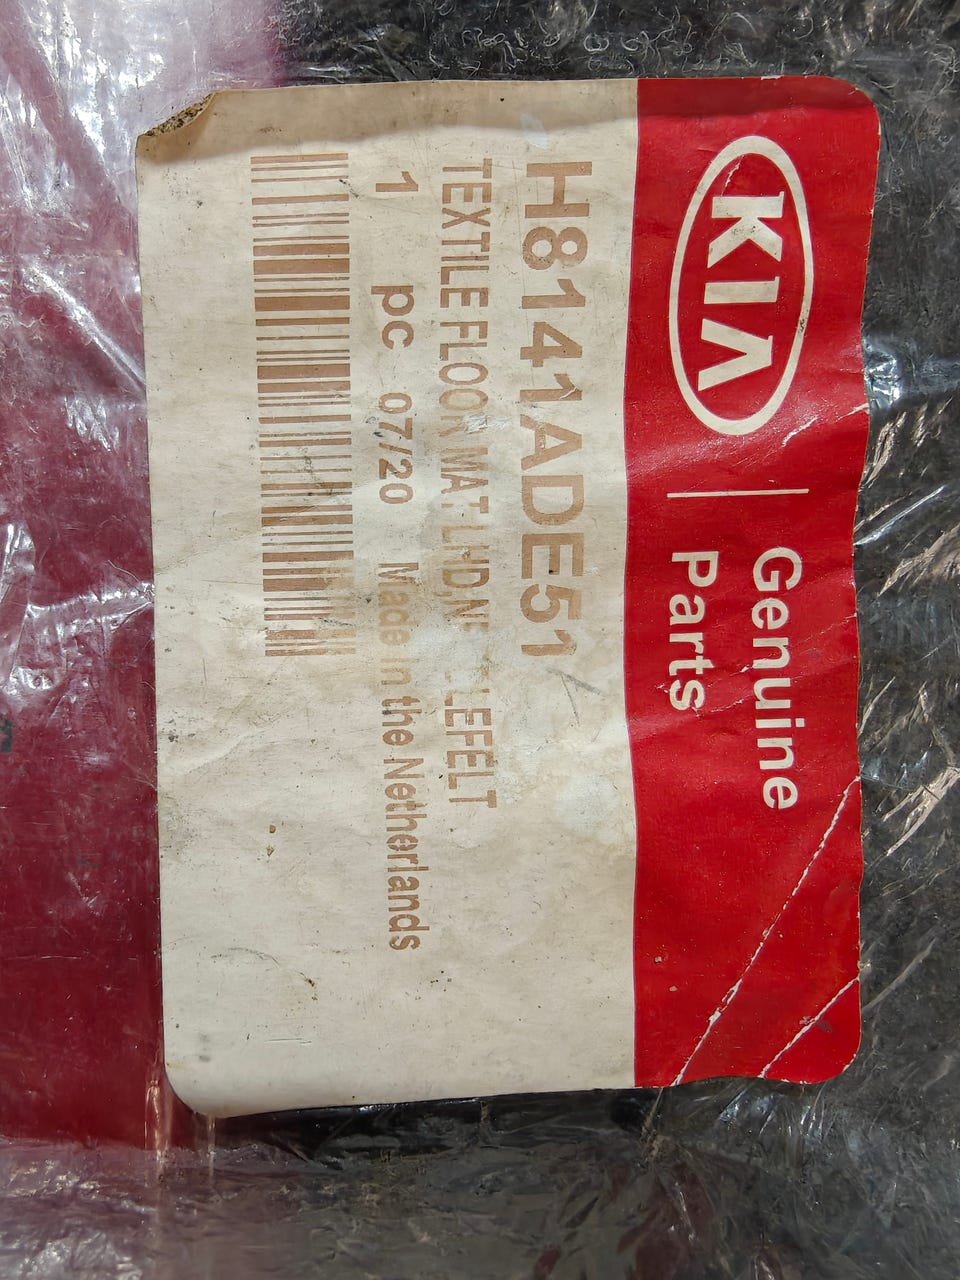 KIA
Genuine
Parts
H8141ADE51
TEXTILE FLOOR MAT LHD,
1 pc 07/20 Made in the Netherlands